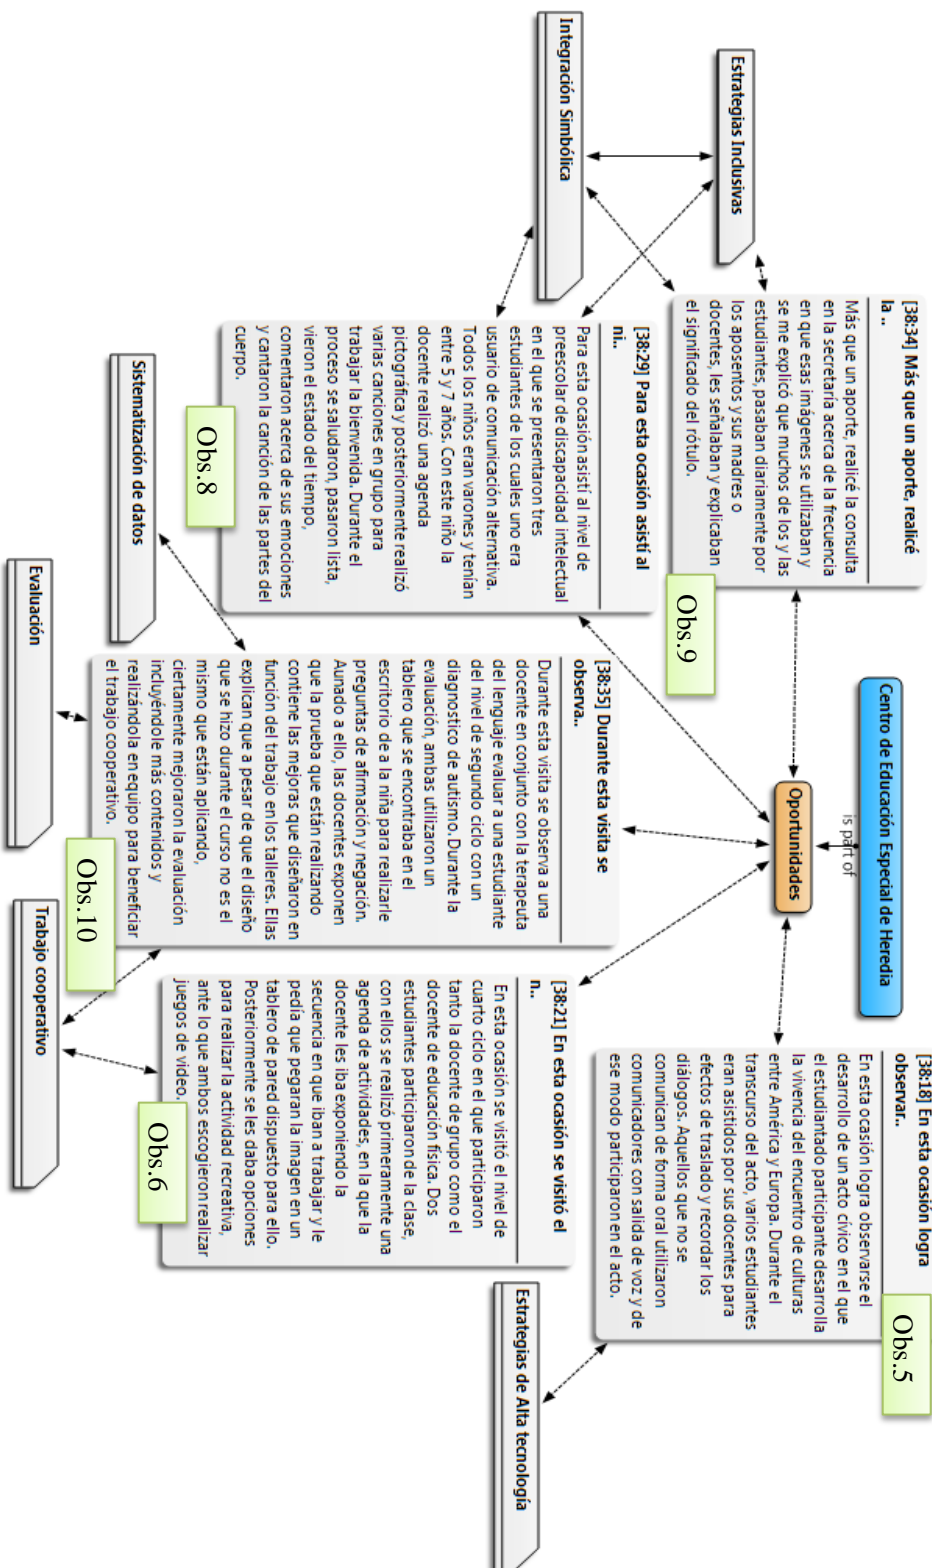 Centro de Educación Especial de Heredia
is part of
Oportunidades
Estrategias Inclusivas
Integración Simbólica
[38:34] Más que un aporte, realicé
la ..
Más que un aporte, realicé la consulta
en la secretaría acerca de la frecuencia
en que esas imágenes se utilizaban y
se me explicó que muchos de los y las
estudiantes, pasaban diariamente por
los aposentos y sus madres o
docentes, les señalaban y explicaban
el significado del rótulo.
Obs.9
[38:29] Para esta ocasión asistí al
ni..
Para esta ocasión asistí al nivel de
preescolar de discapacidad intelectual
en el que se presentaron tres
estudiantes de los cuales uno era
usuario de comunicación alternativa.
Todos los niños eran varones y tenían
entre 5 y 7 años. Con este niño la
docente realizó una agenda
pictográfica y posteriormente realizó
varias canciones en grupo para
trabajar la bienvenida. Durante el
proceso se saludaron, pasaron lista,
vieron el estado del tiempo,
comentaron acerca de sus emociones
y cantaron la canción de las partes del
cuerpo.
Obs.8
Sistematización de datos
Evaluación
[38:35] Durante esta visita se
observa..
Durante esta visita se observa a una
docente en conjunto con la terapeuta
del lenguaje evaluar a una estudiante
del nivel de segundo ciclo con un
diagnostico de autismo. Durante la
evaluación, ambas utilizaron un
tablero que se encontraba en el
escritorio de a la niña para realizarle
preguntas de afirmación y negación.
Aunado a ello, las docentes exponen
que la prueba que están realizando
contiene las mejoras que diseñaron en
función del trabajo en los talleres. Ellas
explican que a pesar de que el diseño
que se hizo durante el curso no es el
mismo que están aplicando,
ciertamente mejoraron la evaluación
incluyéndole más contenidos y
realizándola en equipo para beneficiar
el trabajo cooperativo.
Obs.10
Trabajo cooperativo
[38:21] En esta ocasión se visitó el
n..
En esta ocasión se visitó el nivel de
cuarto ciclo en el que participaron
tanto la docente de grupo como el
docente de educación física. Dos
estudiantes participaron de la clase,
con ellos se realizó primeramente una
agenda de actividades, en la que la
docente les iba exponiendo la
secuencia en que iban a trabajar y le
pedía que pegaran la imagen en un
tablero de pared dispuesto para ello.
Posteriormente se les daba opciones
para realizar la actividad recreativa,
ante lo que ambos escogieron realizar
juegos de video.
Obs.6
[38:18] En esta ocasión logra
observar..
En esta ocasión logra observarse el
desarrollo de un acto cívico en el que
el estudiantado participante desarrolla
la vivencia del encuentro de culturas
entre América y Europa. Durante el
transcurso del acto, varios estudiantes
eran asistidos por sus docentes para
efectos de traslado y recordar los
diálogos. Aquellos que no se
comunican de forma oral utilizaron
comunicadores con salida de voz y de
ese modo participaron en el acto.
Obs.5
Estrategias de Alta tecnología